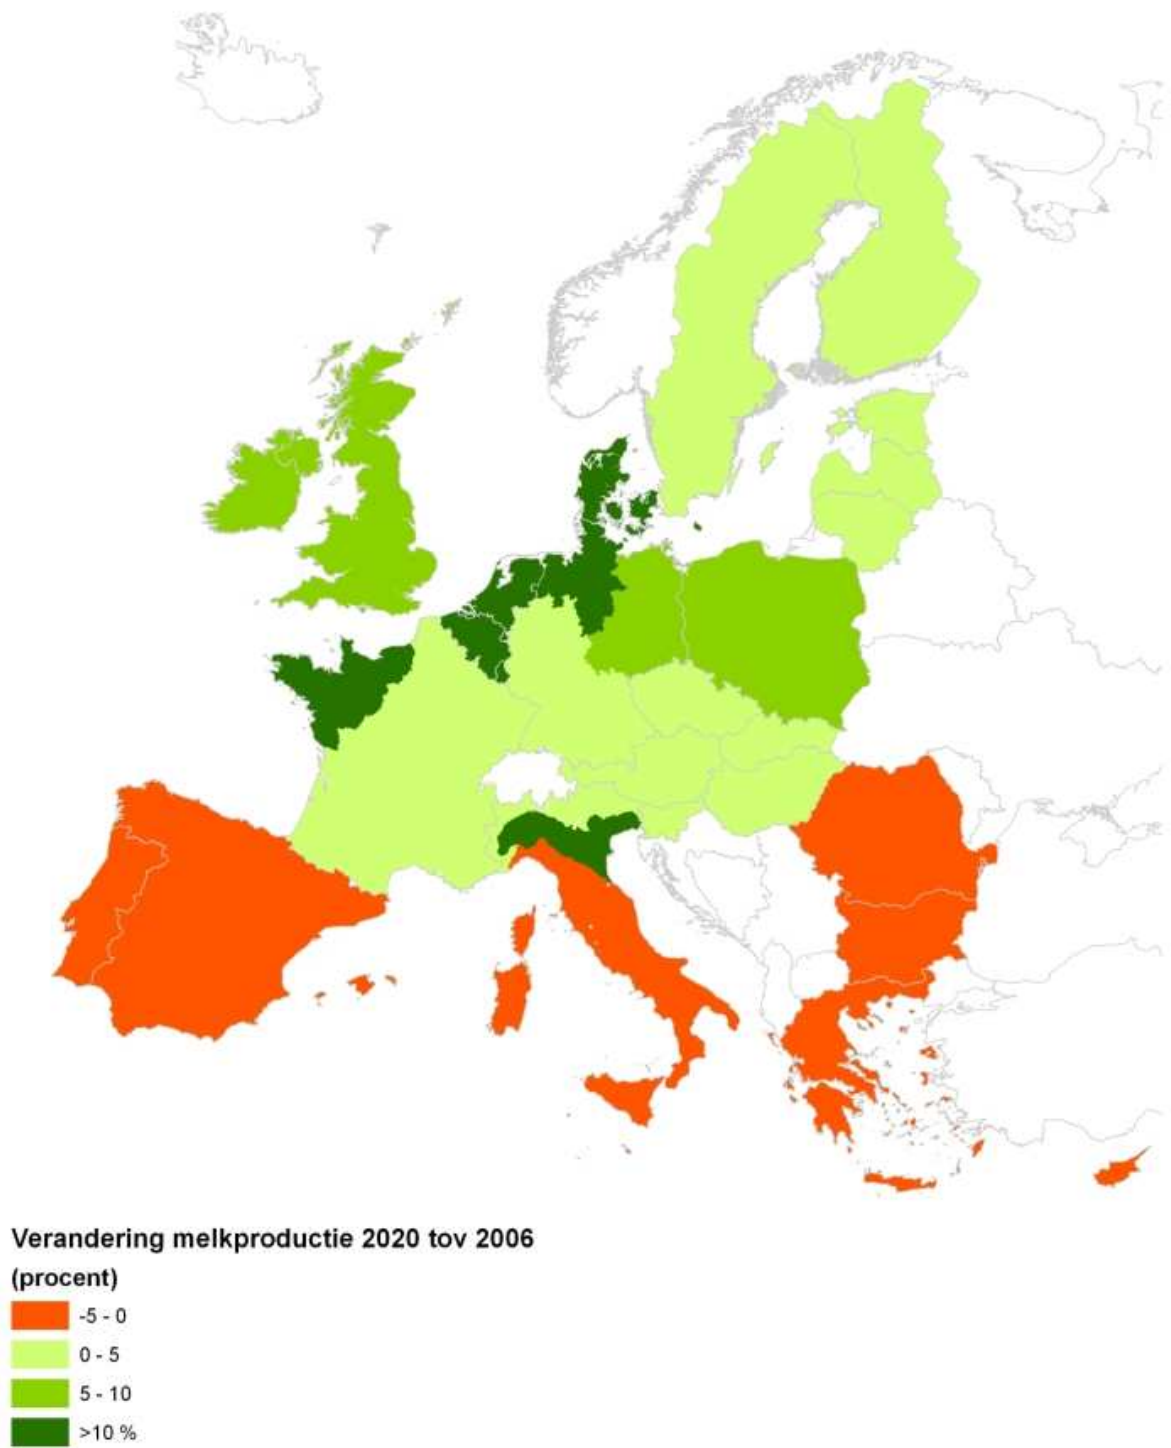 Verandering melkproductie 2020 tov 2006
(procent)
-5 - 0
0 - 5
5 - 10
>10 %